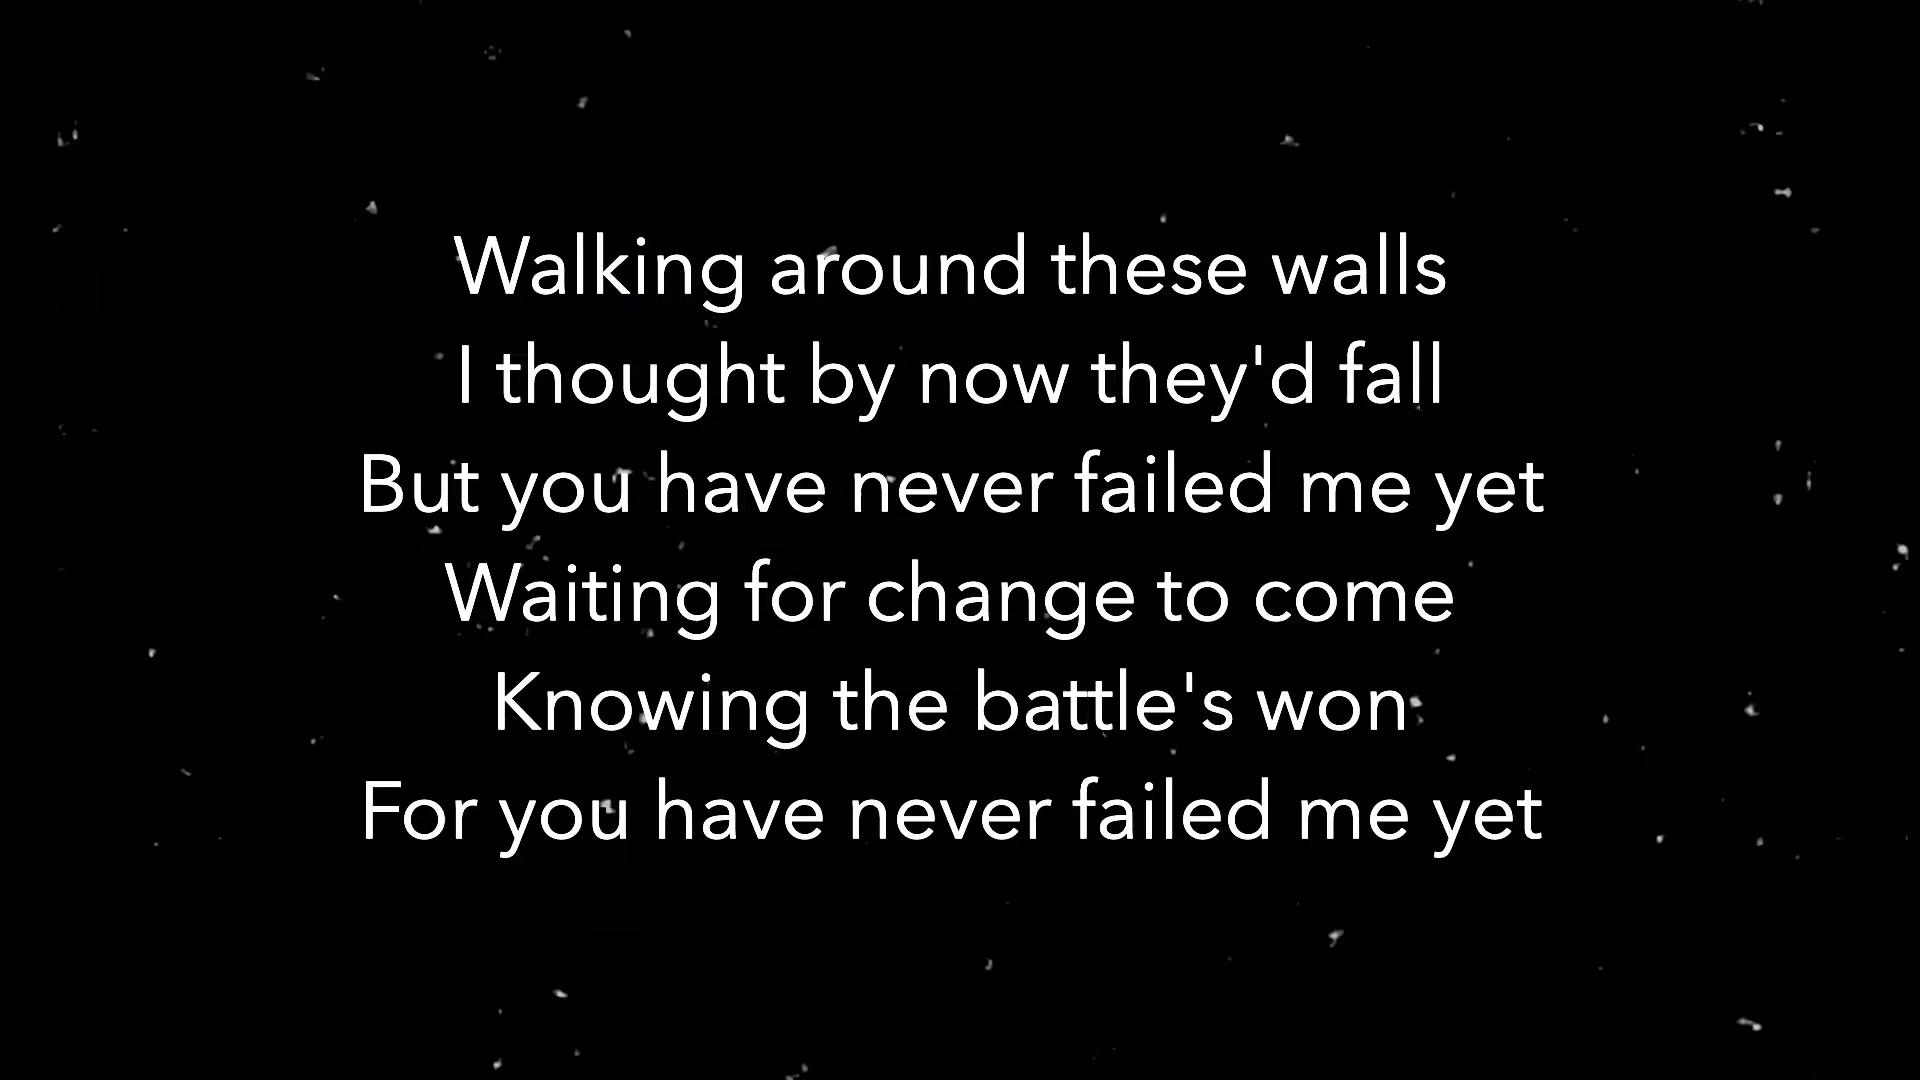 Walking around these walls
I thought by now they'd fall
But you have never failed me yet
Waiting for change to come
Knowing the battle's won
For you have never failed me yet